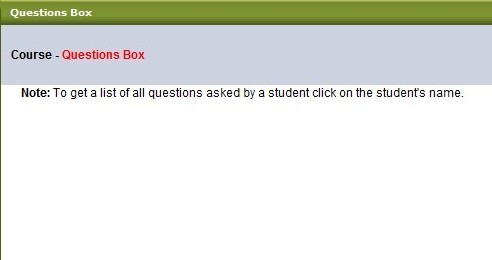 Questions Box
Course - Questions Box
Note: To get a list of all questions asked by a student click on the student's name.